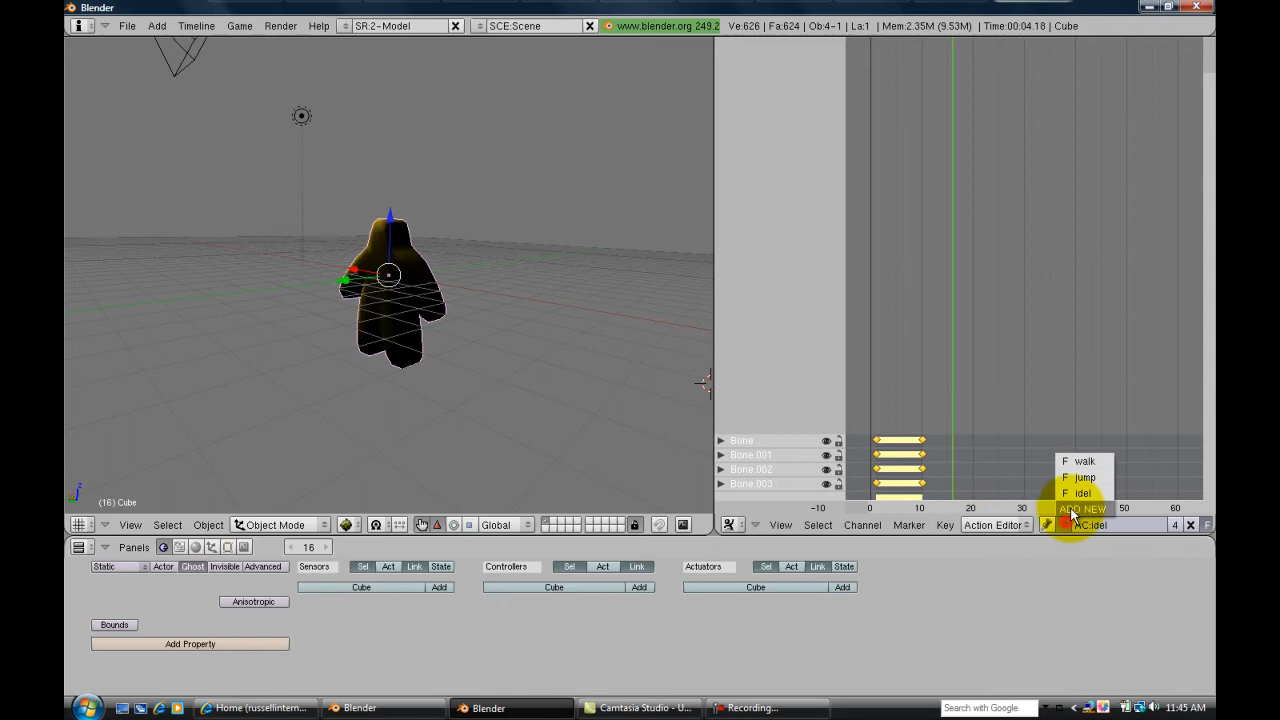 Blender
File Add Timeline Game Render Help SR:2-Model SCE:Scene www.blender.org 249.2 Ve:626 | Fa:624 | Ob:4-1 | La:1 | Mem:2.35M (9.53M) | Time:00:04.18 | Cube
z
y
(16) Cube
Bone
Bone.001
Bone.002
Bone.003
F walk
F jump
F idel
ADD NEW
-10 0 10 20 30 50 60
View Select Object Object Mode Global View Select Channel Marker Key Action Editor AC:idel 4 F
Panels 16
Static Actor Ghost Invisible Advanced Sensors Sel Act Link State Controllers Sel Act Link Actuators Sel Act Link State
Cube Add Cube Add Cube Add
Anisotropic
Bounds
Add Property
Home (russellintern... Blender Blender Camtasia Studio - U... Recording... Search with Google 11:45 AM